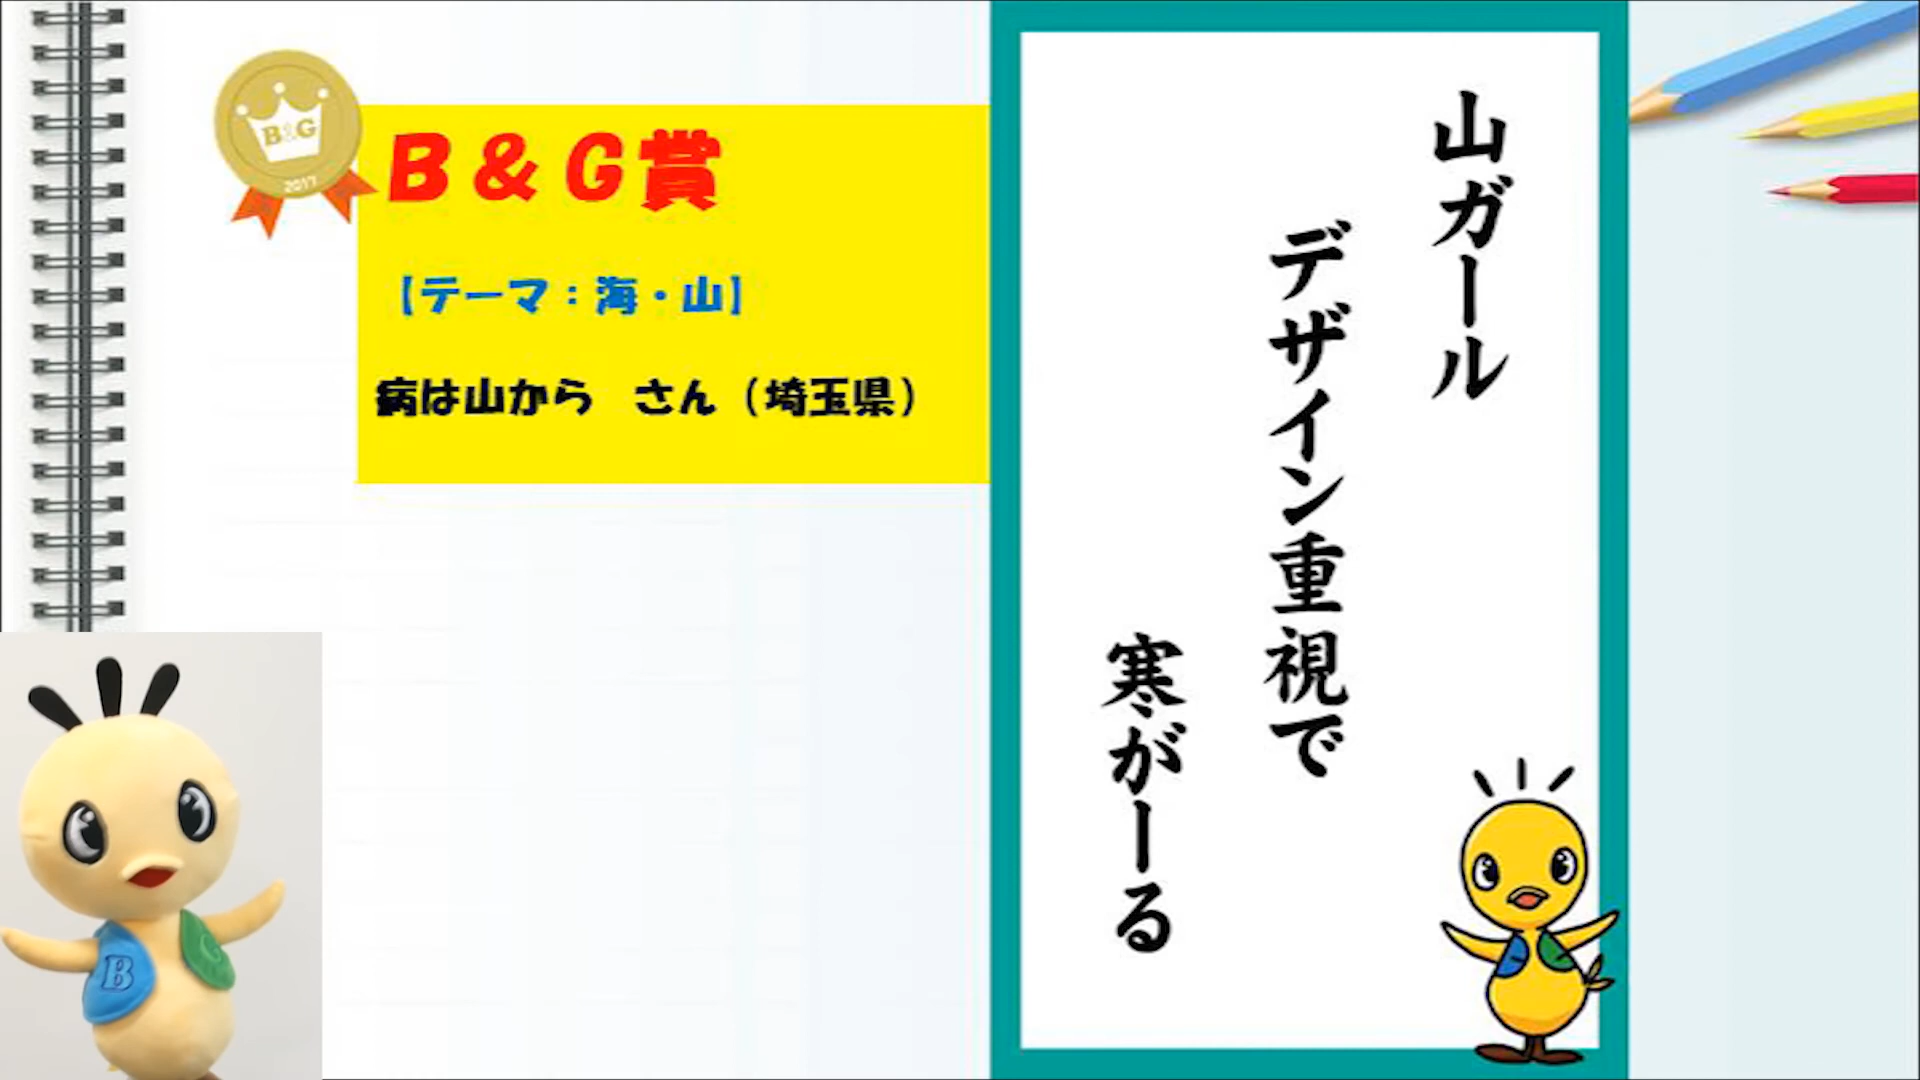 B&G
2017
B&G賞
【テーマ：海・山】
病は山から　さん（埼玉県）
山ガール
デザイン重視で
寒がーる
B